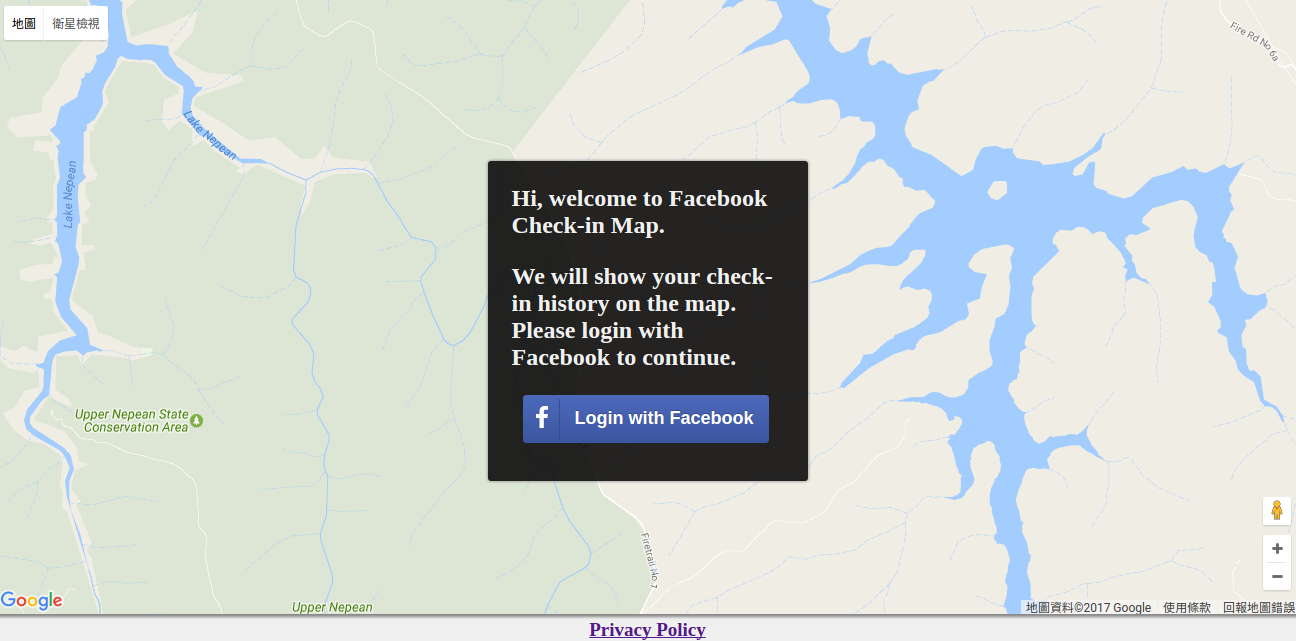 地圖 衛星檢視
Fire Rd No 6a
Lake Nepean
Lake Nepean
Hi, welcome to Facebook
Check-in Map.
We will show your check-
in history on the map.
Please login with
Facebook to continue.
f Login with Facebook
Upper Nepean State
Conservation Area
Firetrail No.7
+
−
Upper Nepean
Google
地圖資料©2017 Google 使用條款 回報地圖錯誤
Privacy Policy